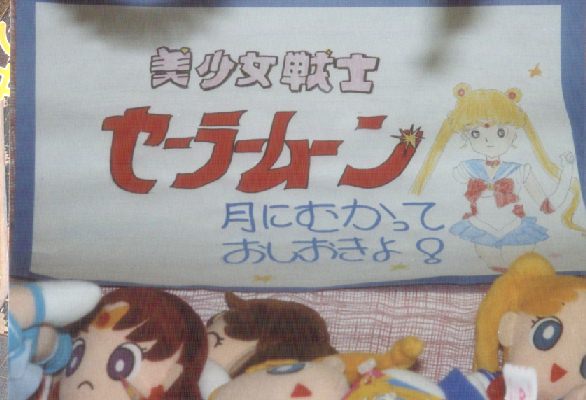 美少女戦士
セーラームーン
月にむかって
おしおきよ!